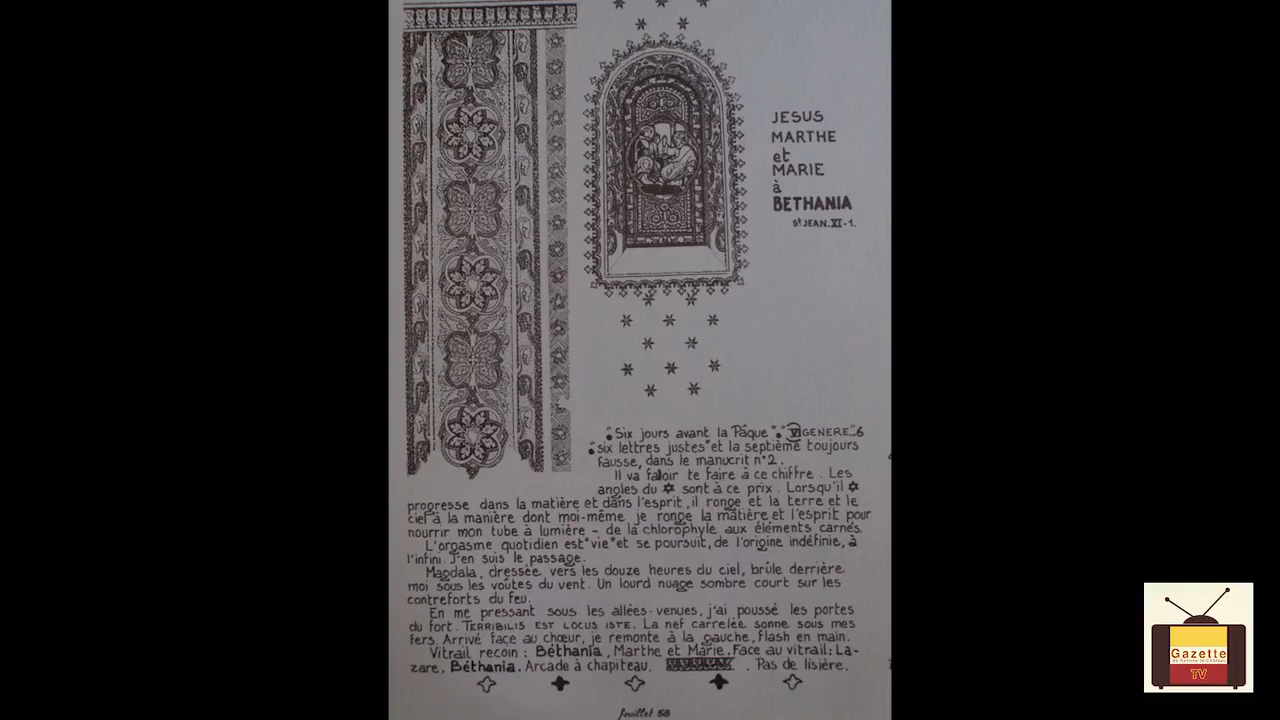 JESUS
MARTHE
et
MARIE
à
BETHANIA
St JEAN. XI-1.
"Six jours avant la Pâque". "VIGENERE".6
"six lettres justes" et la septième toujours
fausse, dans le manucrit n°2.
Il va falloir te faire à ce chiffre. Les
angles du ✡ sont à ce prix. Lorsqu'il ✡
progresse dans la matière et dans l'esprit, il ronge et la terre et le
ciel à la manière dont moi-même je ronge la matière et l'esprit pour
nourrir mon tube à lumière - de la chlorophyle aux éléments carnés.
L'orgasme quotidien est "vie" et se poursuit, de l'origine indéfinie, à
l'infini. J'en suis le passage.
Magdala, dressée vers les douze heures du ciel, brûle derrière
moi sous les voûtes du vent. Un lourd nuage sombre court sur les
contreforts du feu.
En me pressant sous les allées-venues, j'ai poussé les portes
du fort. TERRIBILIS EST LOCUS ISTE. La nef carrelée sonne sous mes
fers. Arrivé face au chœur, je remonte à la gauche, flash en main.
Vitrail recoin : Béthania, Marthe et Marie. Face au vitrail: La-
zare, Béthania. Arcade à chapiteau. . Pas de lisière.
feuillet 58
Gazette
de Rennes-le-Château
TV